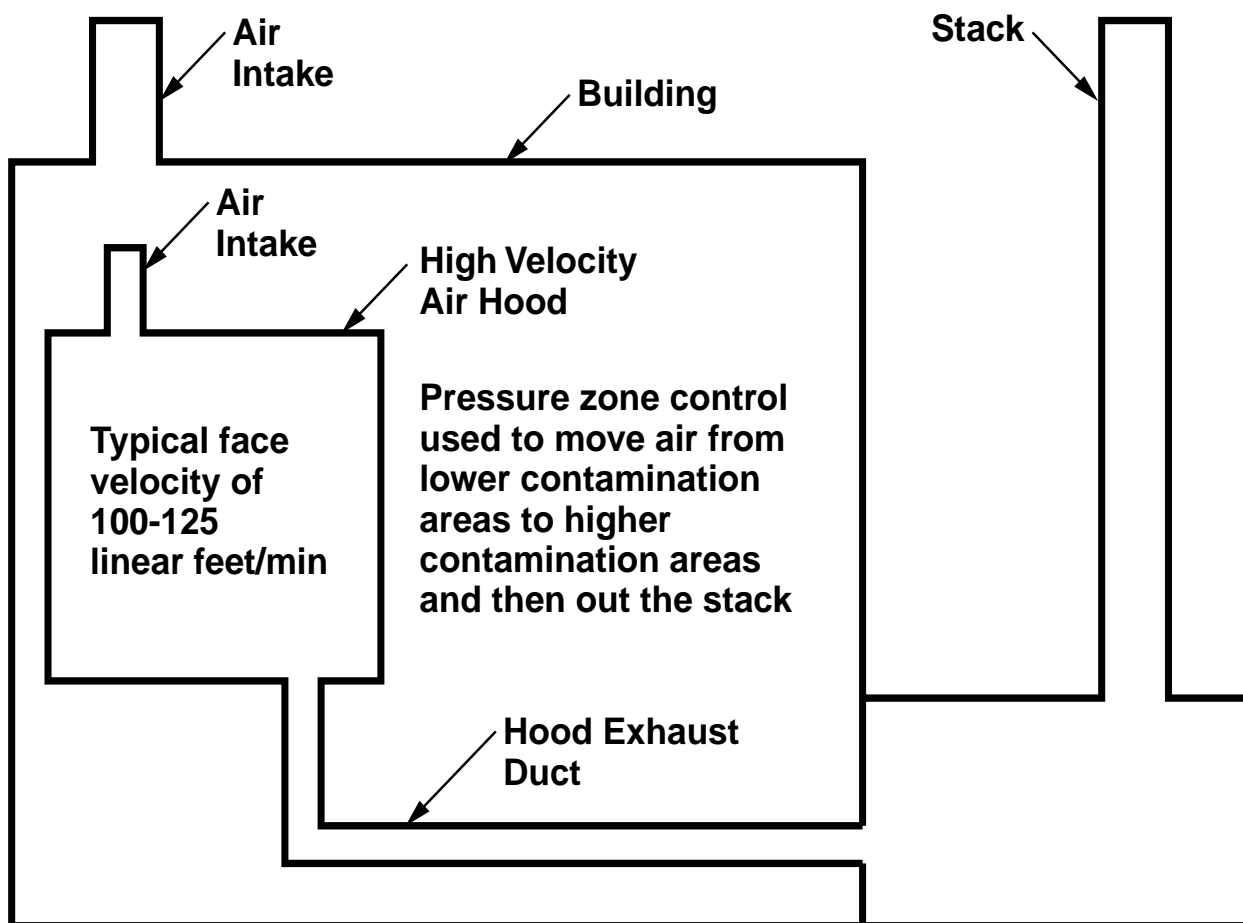 Air
Intake
Stack
Building
Air
Intake
High Velocity
Air Hood
Typical face
velocity of
100-125
linear feet/min
Pressure zone control
used to move air from
lower contamination
areas to higher
contamination areas
and then out the stack
Hood Exhaust
Duct